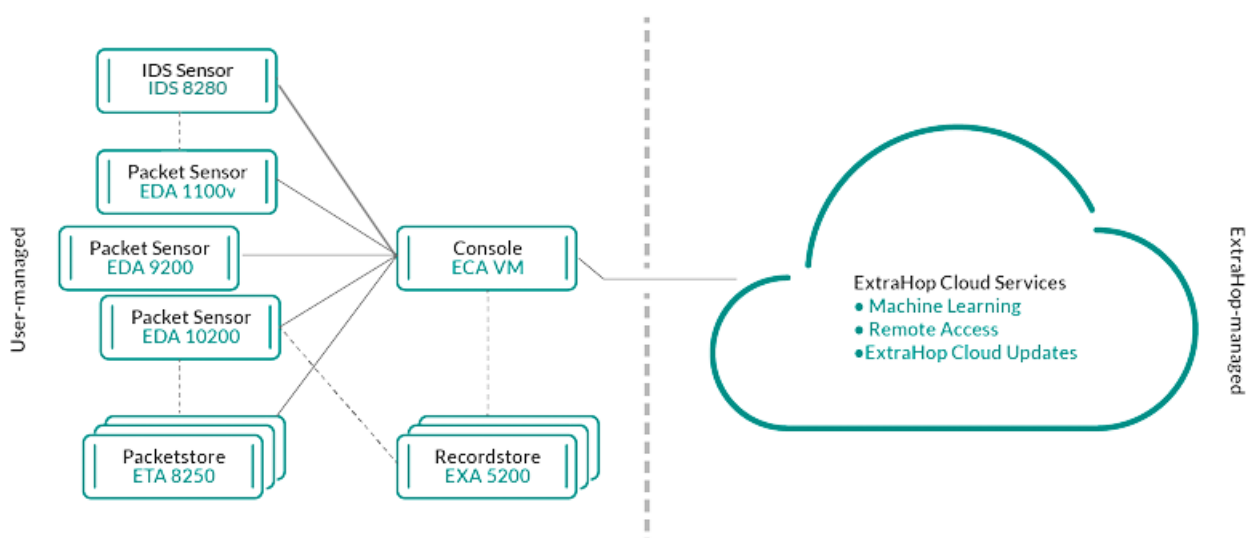 User-managed
IDS Sensor
IDS 8280
Packet Sensor
EDA 1100v
Packet Sensor
EDA 9200
Packet Sensor
EDA 10200
Packetstore
ETA 8250
Console
ECA VM
Recordstore
EXA 5200
ExtraHop Cloud Services
● Machine Learning
● Remote Access
●ExtraHop Cloud Updates
ExtraHop-managed